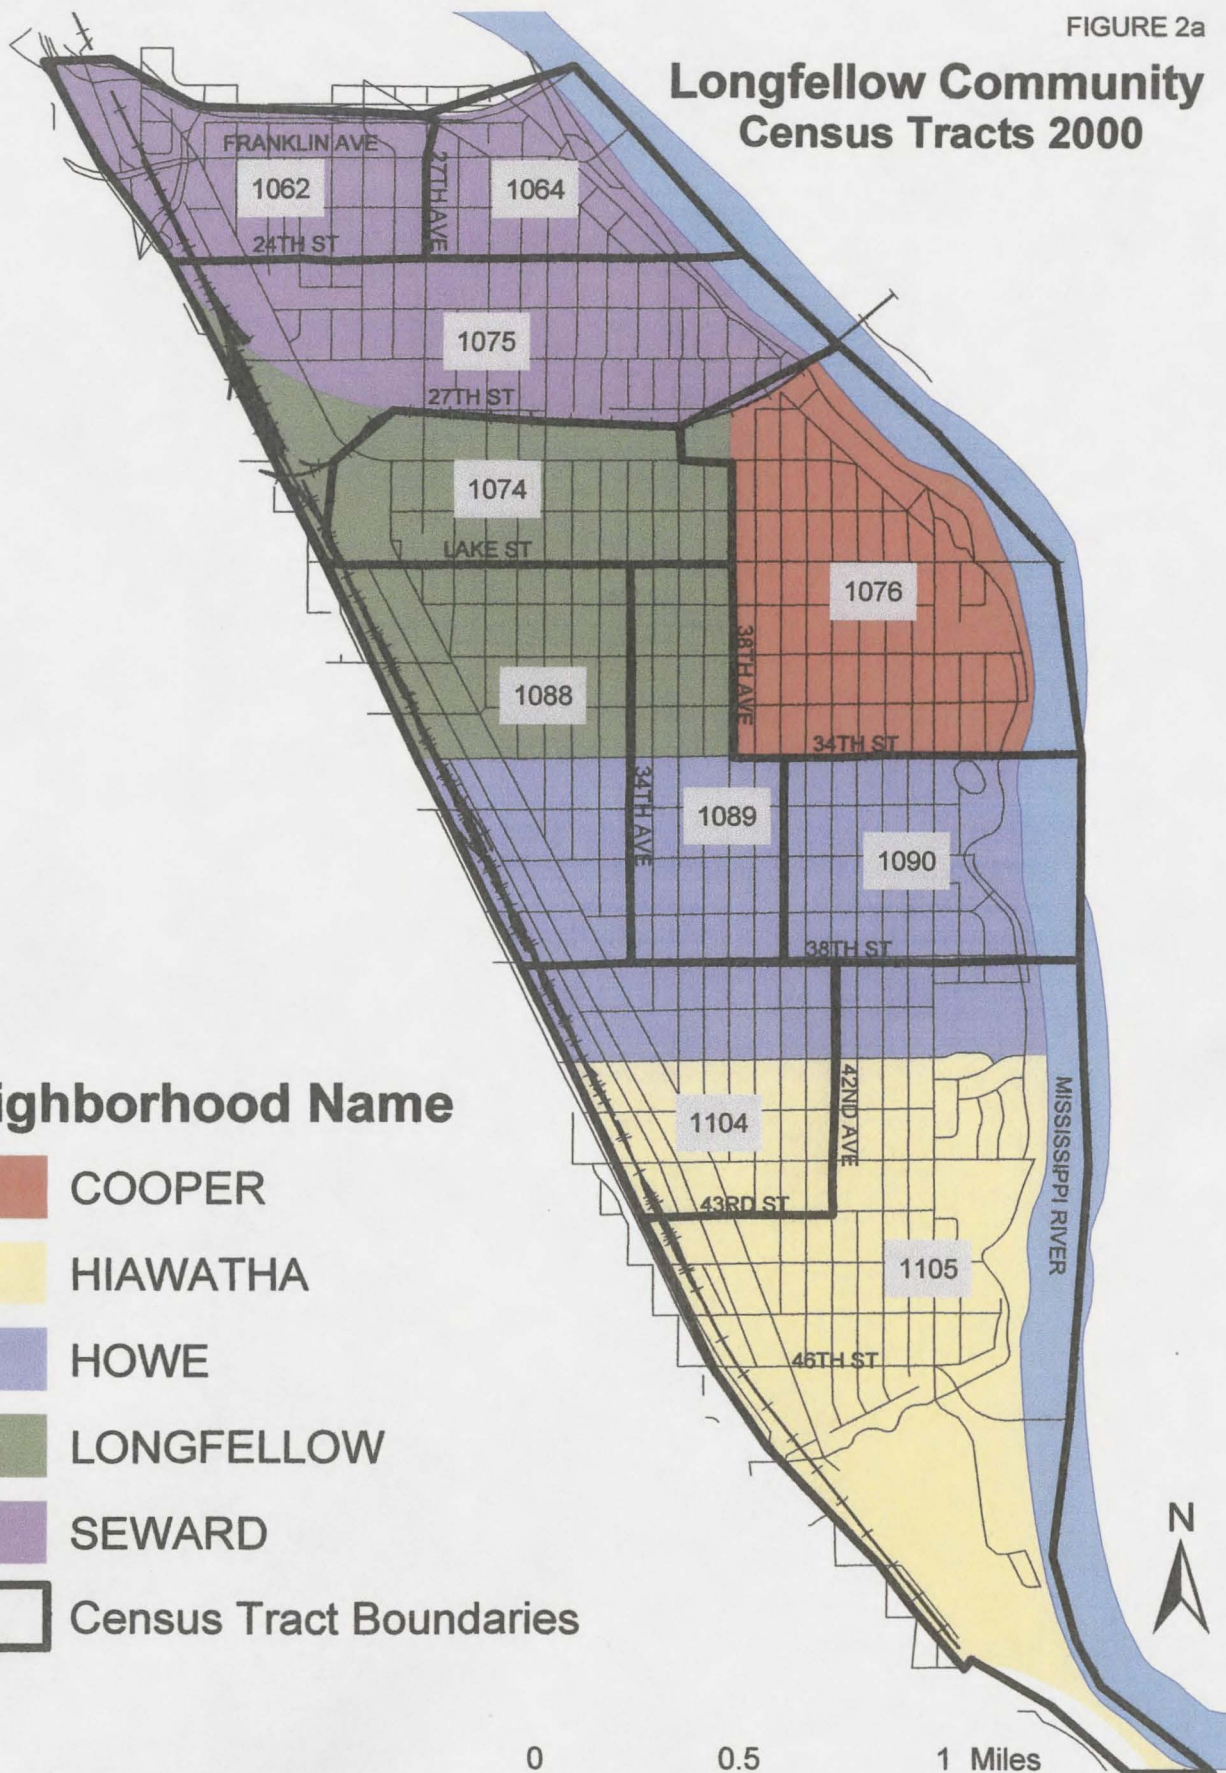 FIGURE 2a
Longfellow Community
Census Tracts 2000
FRANKLIN AVE
1062
27TH AVE
1064
24TH ST
1075
27TH ST
1074
LAKE ST
1076
38TH AVE
1088
34TH ST
34TH AVE
1089
1090
38TH ST
42ND AVE
MISSISSIPPI RIVER
1104
43RD ST
1105
46TH ST
ighborhood Name
COOPER
HIAWATHA
HOWE
LONGFELLOW
SEWARD
Census Tract Boundaries
N
0 0.5 1 Miles